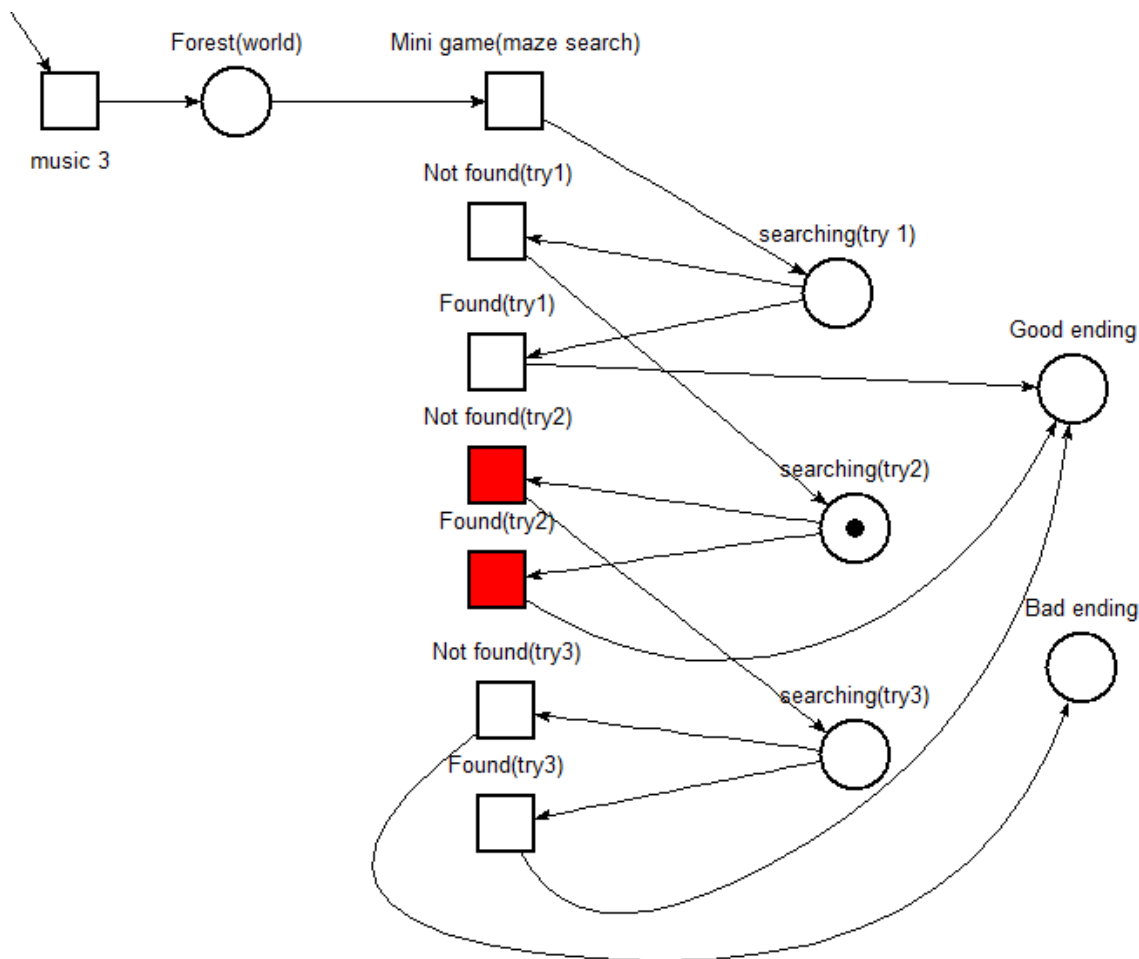 Forest(world)
Mini game(maze search)
music 3
Not found(try1)
searching(try 1)
Found(try1)
Good ending
Not found(try2)
searching(try2)
Found(try2)
Bad ending
Not found(try3)
searching(try3)
Found(try3)